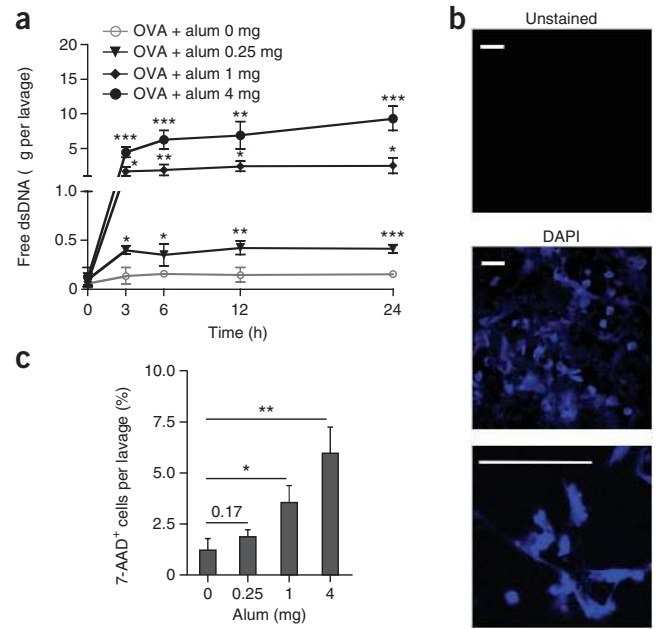 a
OVA + alum 0 mg
OVA + alum 0.25 mg
OVA + alum 1 mg
OVA + alum 4 mg
Free dsDNA ( g per lavage)
20
15
10
5
1.0
0.5
0
*** *** ** ***
* ** * *
* * ** ***
0 3 6 12 24
Time (h)
b
Unstained
DAPI
c
7-AAD⁺ cells per lavage (%)
10.0
7.5
5.0
2.5
0
**
*
0.17
0 0.25 1 4
Alum (mg)